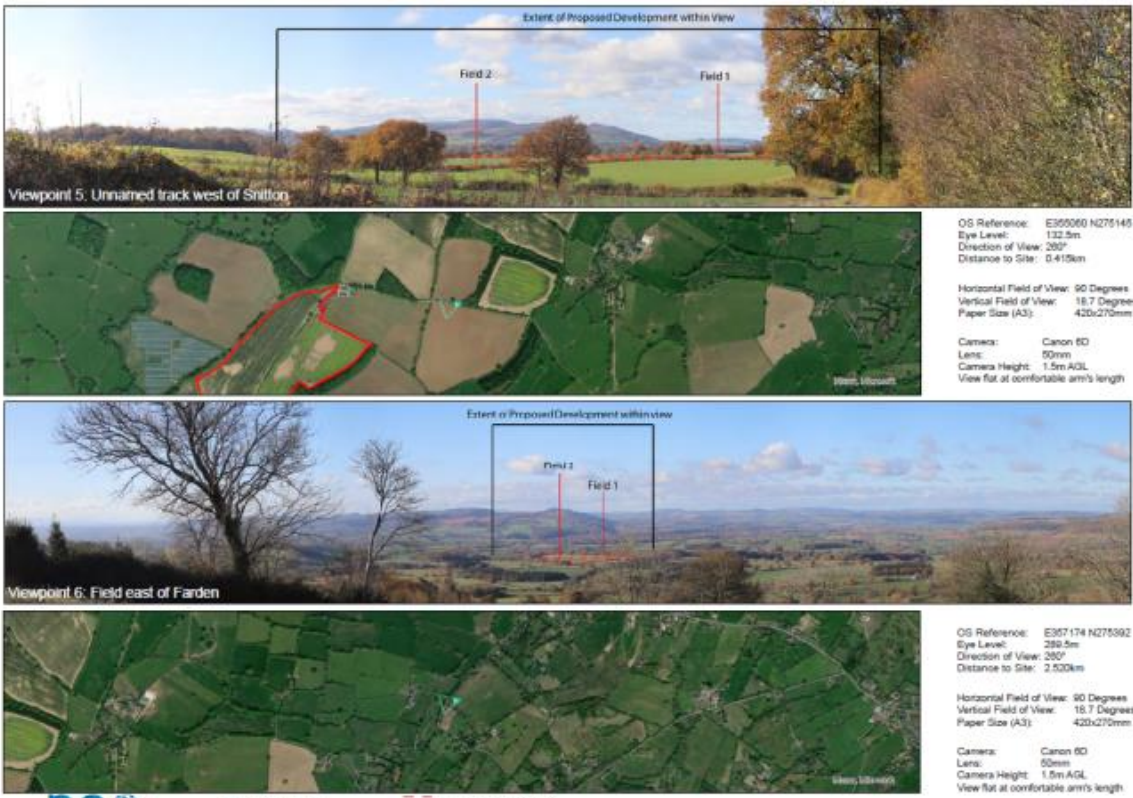 Extent of Proposed Development within View
Field 2
Field 1
Viewpoint 5: Unnamed track west of Snitton
OS Reference: E355060 N275145
Eye Level: 132.5m
Direction of View: 260°
Distance to Site: 0.415km
Horizontal Field of View: 90 Degrees
Vertical Field of View: 18.7 Degrees
Paper Size (A3): 420x270mm
Camera: Canon 6D
Lens: 50mm
Camera Height: 1.5m AGL
View flat at comfortable arm's length
Extent of Proposed Development within view
Field 2
Field 1
Viewpoint 6: Field east of Farden
OS Reference: E357174 N275392
Eye Level: 289.5m
Direction of View: 260°
Distance to Site: 2.520km
Horizontal Field of View: 90 Degrees
Vertical Field of View: 18.7 Degrees
Paper Size (A3): 420x270mm
Camera: Canon 6D
Lens: 50mm
Camera Height: 1.5m AGL
View flat at comfortable arm's length